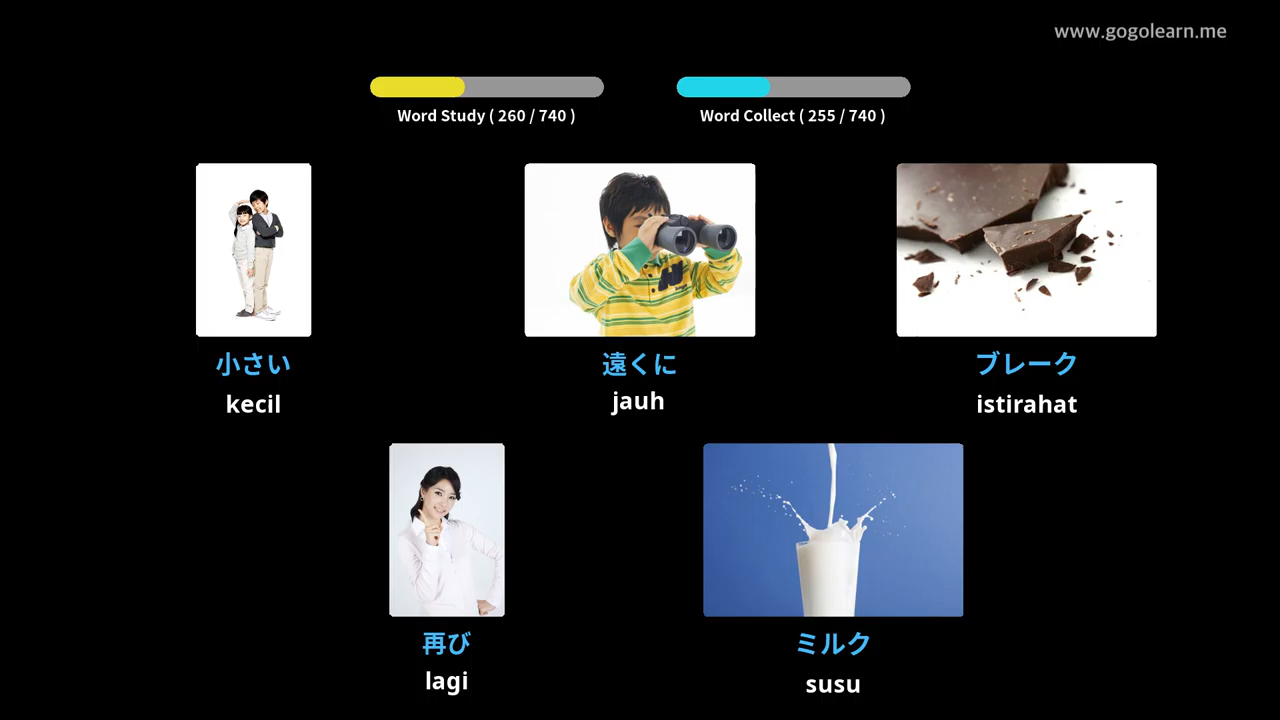 www.gogolearn.me
Word Study ( 260 / 740 )
Word Collect ( 255 / 740 )
小さい
kecil
遠くに
jauh
ブレーク
istirahat
再び
lagi
ミルク
susu